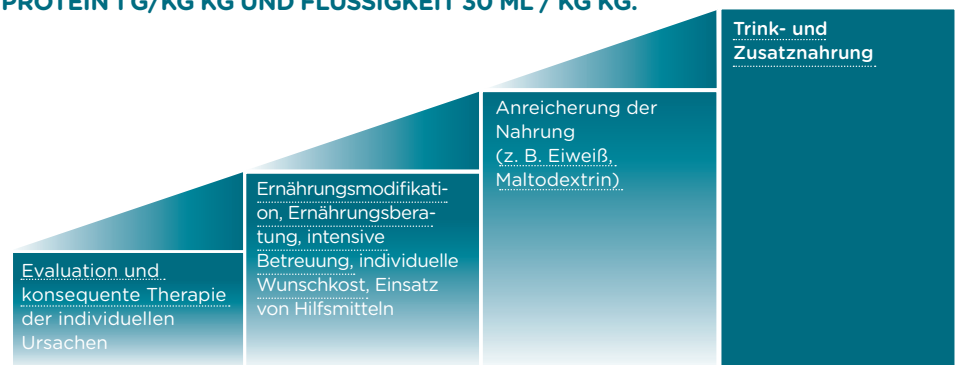 PROTEIN 1 G/KG KG UND FLÜSSIGKEIT 30 ML / KG KG.
Evaluation und
konsequente Therapie
der individuellen
Ursachen
Ernährungsmodifikati-
on, Ernährungsbera-
tung, intensive
Betreuung, individuelle
Wunschkost, Einsatz
von Hilfsmitteln
Anreicherung der
Nahrung
(z. B. Eiweiß,
Maltodextrin)
Trink- und
Zusatznahrung